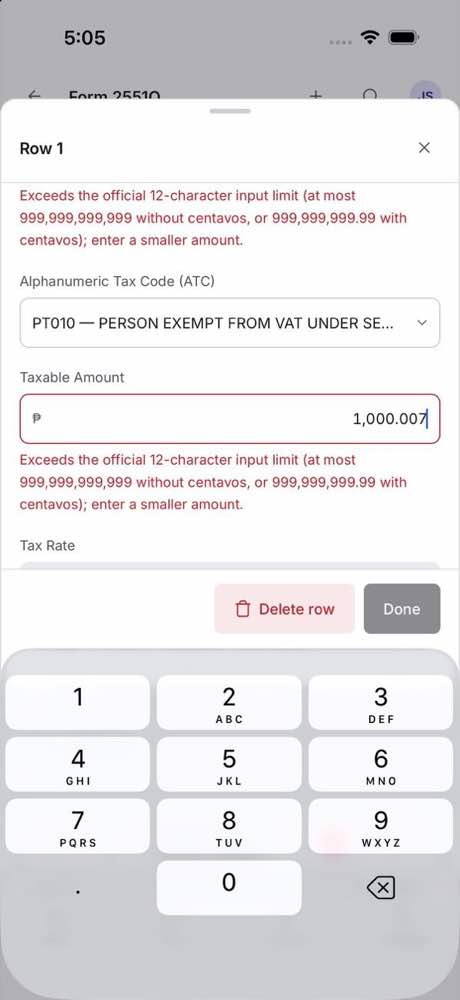 5:05
Form 2551Q
JS
Row 1
Exceeds the official 12-character input limit (at most
999,999,999,999 without centavos, or 999,999,999.99 with
centavos); enter a smaller amount.
Alphanumeric Tax Code (ATC)
PT010 — PERSON EXEMPT FROM VAT UNDER SE...
Taxable Amount
₱ 1,000.007
Exceeds the official 12-character input limit (at most
999,999,999,999 without centavos, or 999,999,999.99 with
centavos); enter a smaller amount.
Tax Rate
Delete row
Done
1 2 3
ABC DEF
4 5 6
GHI JKL MNO
7 8 9
PQRS TUV WXYZ
. 0